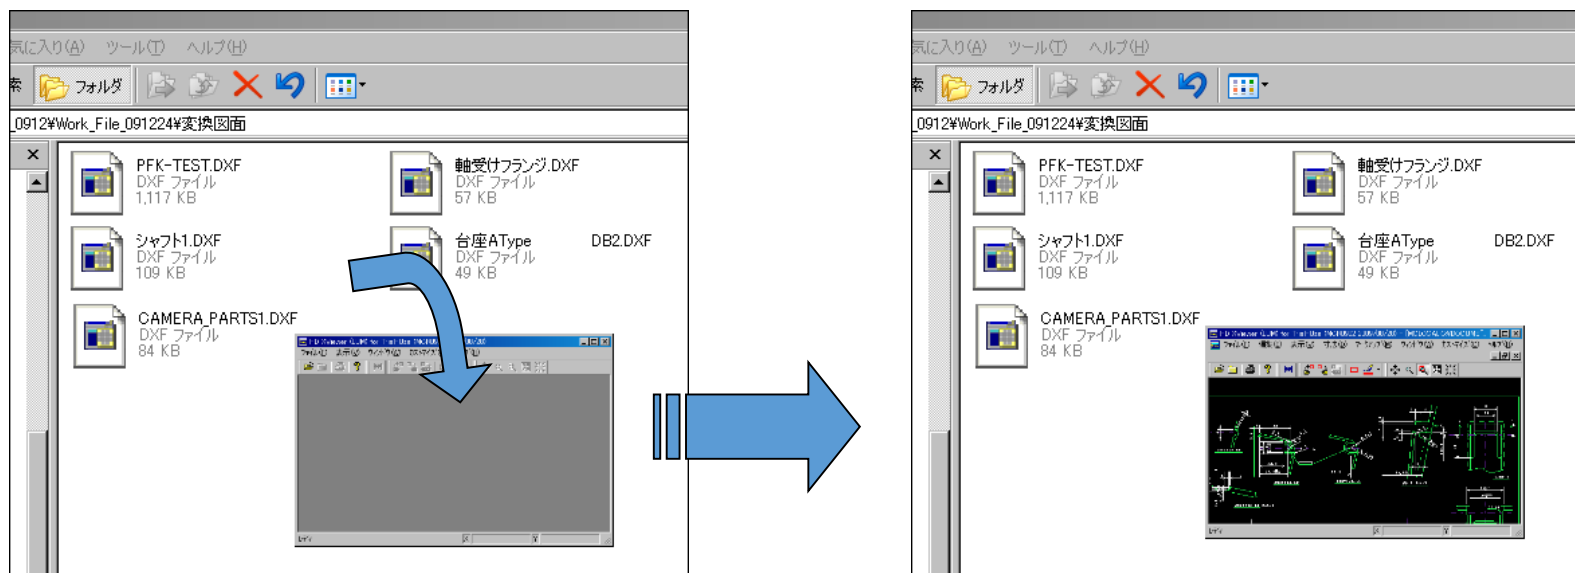 気に入り(A) ツール(T) ヘルプ(H)
索 フォルダ
_0912¥Work_File_091224¥変換図面
PFK-TEST.DXF
DXF ファイル
1,117 KB
軸受けフランジ.DXF
DXF ファイル
57 KB
シャフト1.DXF
DXF ファイル
109 KB
台座AType DB2.DXF
DXF ファイル
49 KB
CAMERA_PARTS1.DXF
DXF ファイル
84 KB
気に入り(A) ツール(T) ヘルプ(H)
索 フォルダ
_0912¥Work_File_091224¥変換図面
PFK-TEST.DXF
DXF ファイル
1,117 KB
軸受けフランジ.DXF
DXF ファイル
57 KB
シャフト1.DXF
DXF ファイル
109 KB
台座AType DB2.DXF
DXF ファイル
49 KB
CAMERA_PARTS1.DXF
DXF ファイル
84 KB